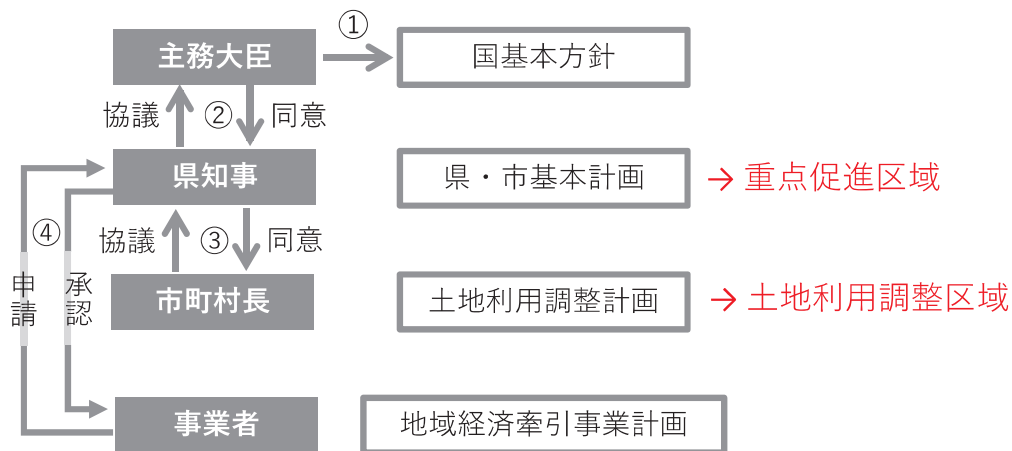 ①
主務大臣
国基本方針
協議
②
同意
県知事
県・市基本計画
→ 重点促進区域
④
協議
③
同意
申請
承認
市町村長
土地利用調整計画
→ 土地利用調整区域
事業者
地域経済牽引事業計画